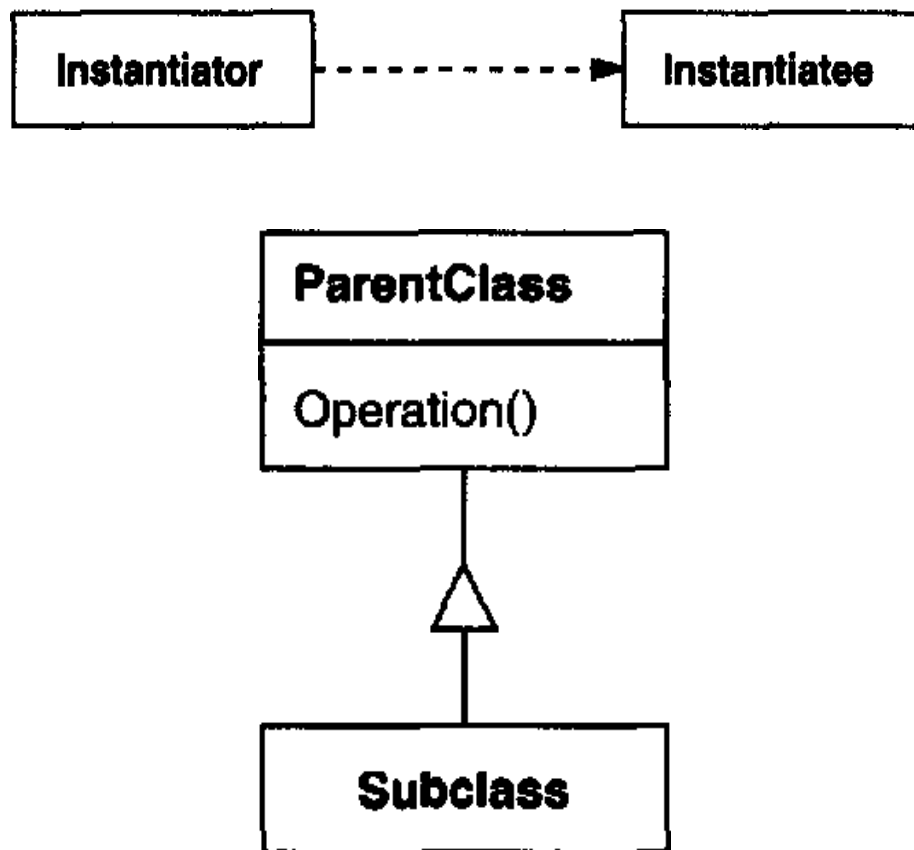 Instantiator
Instantiatee
ParentClass
Operation()
Subclass